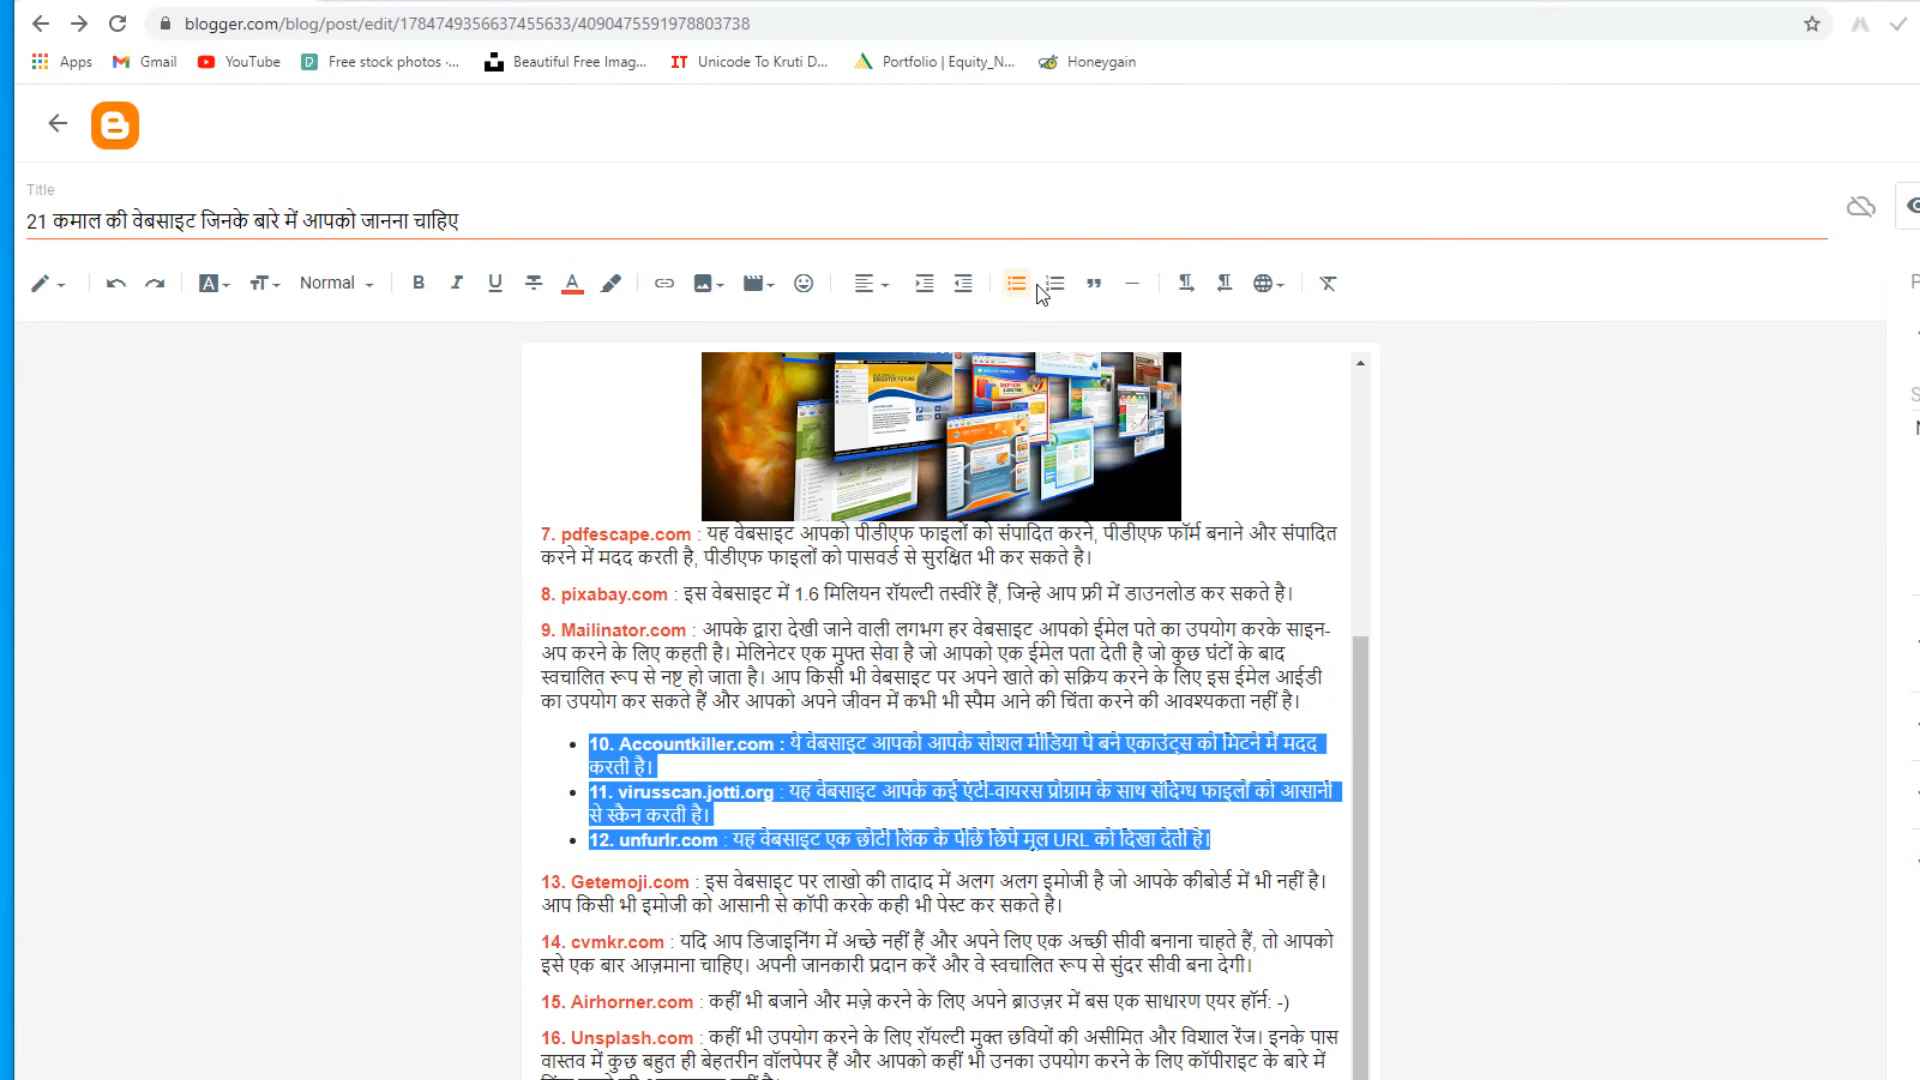 blogger.com/blog/post/edit/1784749356637455633/4090475591978803738
Apps Gmail YouTube Free stock photos ·... Beautiful Free Imag... Unicode To Kruti D... Portfolio | Equity_N... Honeygain
Title
21 कमाल की वेबसाइट जिनके बारे में आपको जानना चाहिए
Normal
7. pdfescape.com : यह वेबसाइट आपको पीडीएफ फाइलों को संपादित करने, पीडीएफ फॉर्म बनाने और संपादित
करने में मदद करती है, पीडीएफ फाइलों को पासवर्ड से सुरक्षित भी कर सकते है।
8. pixabay.com : इस वेबसाइट में 1.6 मिलियन रॉयल्टी तस्वीरें हैं, जिन्हे आप फ्री में डाउनलोड कर सकते है।
9. Mailinator.com : आपके द्वारा देखी जाने वाली लगभग हर वेबसाइट आपको ईमेल पते का उपयोग करके साइन-
अप करने के लिए कहती है। मेलिनेटर एक मुफ्त सेवा है जो आपको एक ईमेल पता देती है जो कुछ घंटों के बाद
स्वचालित रूप से नष्ट हो जाता है। आप किसी भी वेबसाइट पर अपने खाते को सक्रिय करने के लिए इस ईमेल आईडी
का उपयोग कर सकते हैं और आपको अपने जीवन में कभी भी स्पैम आने की चिंता करने की आवश्यकता नहीं है।
10. Accountkiller.com : ये वेबसाइट आपको आपके सोशल मीडिया पे बने एकाउंट्स को मिटने में मदद
करती है।
11. virusscan.jotti.org : यह वेबसाइट आपके कई एंटी-वायरस प्रोग्राम के साथ संदिग्ध फाइलों को आसानी
से स्कैन करती है।
12. unfurlr.com : यह वेबसाइट एक छोटी लिंक के पीछे छिपे मूल URL को दिखा देती है।
13. Getemoji.com : इस वेबसाइट पर लाखो की तादाद में अलग अलग इमोजी है जो आपके कीबोर्ड में भी नहीं है।
आप किसी भी इमोजी को आसानी से कॉपी करके कही भी पेस्ट कर सकते है।
14. cvmkr.com : यदि आप डिजाइनिंग में अच्छे नहीं हैं और अपने लिए एक अच्छी सीवी बनाना चाहते हैं, तो आपको
इसे एक बार आज़माना चाहिए। अपनी जानकारी प्रदान करें और वे स्वचालित रूप से सुंदर सीवी बना देगी।
15. Airhorner.com : कहीं भी बजाने और मज़े करने के लिए अपने ब्राउज़र में बस एक साधारण एयर हॉर्न: -)
16. Unsplash.com : कहीं भी उपयोग करने के लिए रॉयल्टी मुक्त छवियों की असीमित और विशाल रेंज। इनके पास
वास्तव में कुछ बहुत ही बेहतरीन वॉलपेपर हैं और आपको कहीं भी उनका उपयोग करने के लिए कॉपीराइट के बारे में